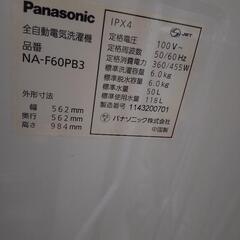 Panasonic
全自動電気洗濯機
品番
NA-F60PB3
外形寸法
幅 562mm
奥行 562mm
高さ 984mm
IPX4
JET
定格電圧 100V~
定格周波数 50/60Hz
定格消費電力 360/455W
標準洗濯容量 6.0kg
標準脱水容量 6.0kg
標準水量 50L
標準使用水量 118L
製造番号 1143200701
パナソニック株式会社
中国製